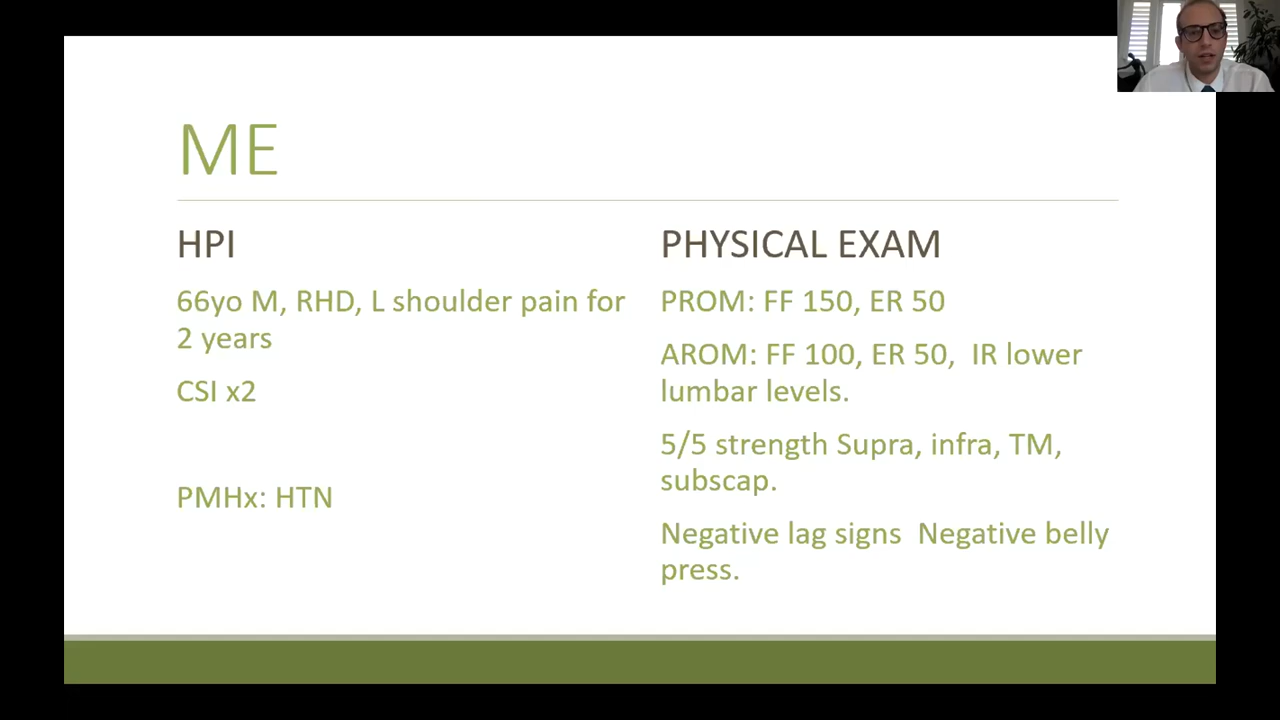 ME
HPI
66yo M, RHD, L shoulder pain for
2 years
CSI x2
PMHx: HTN
PHYSICAL EXAM
PROM: FF 150, ER 50
AROM: FF 100, ER 50,  IR lower
lumbar levels.
5/5 strength Supra, infra, TM,
subscap.
Negative lag signs  Negative belly
press.